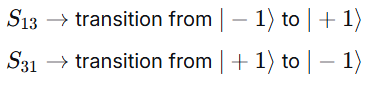 S₁₃ → transition from | − 1⟩ to | + 1⟩
S₃₁ → transition from | + 1⟩ to | − 1⟩